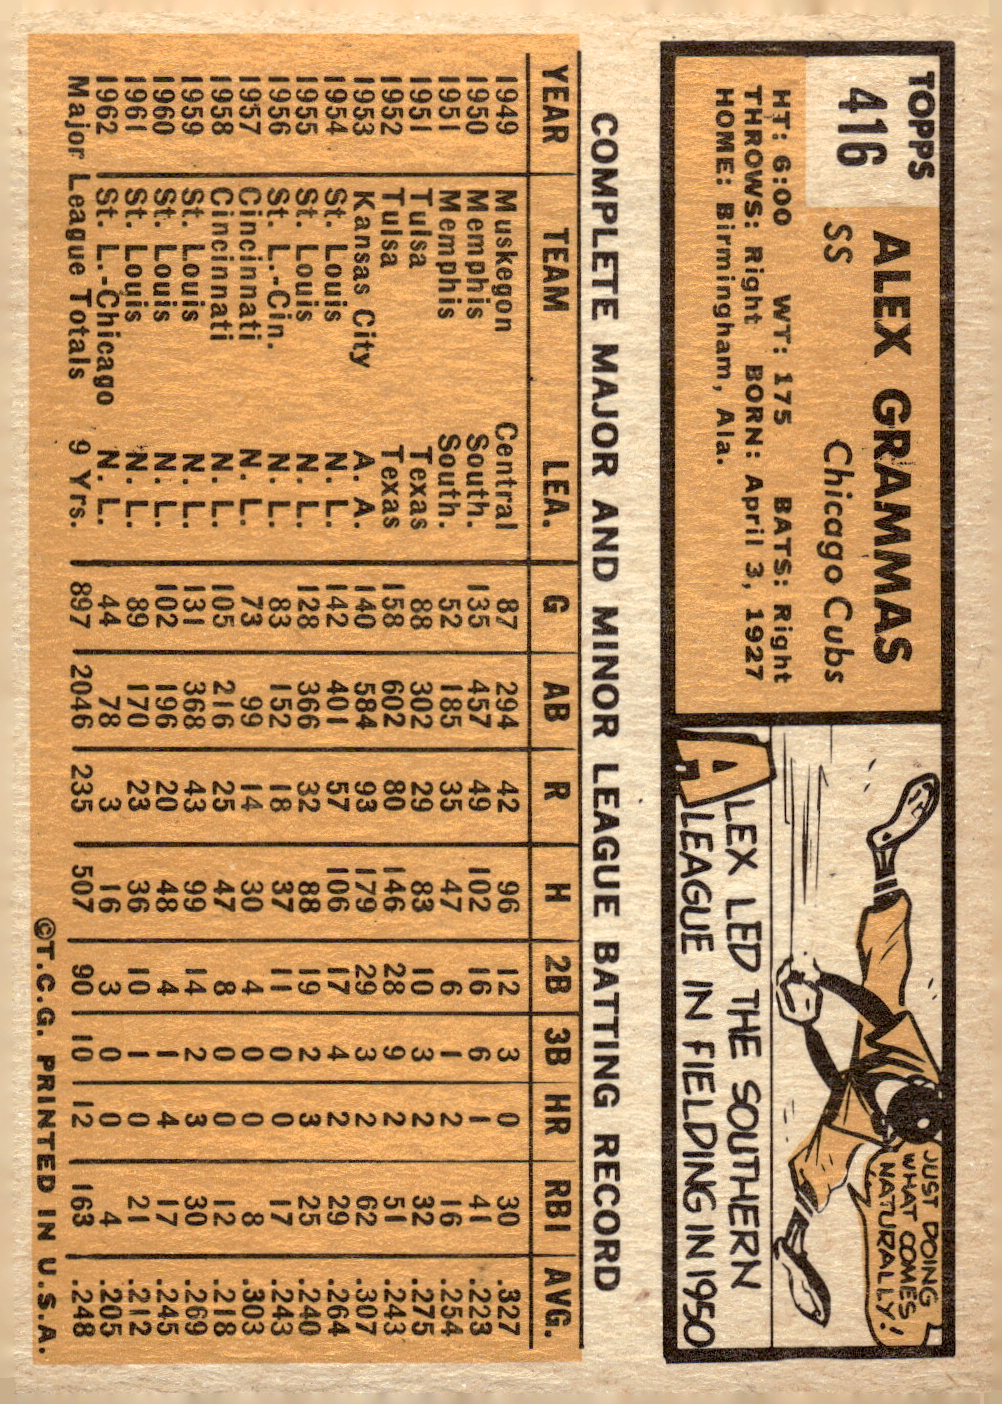 TOPPS
416
ALEX GRAMMAS
SS Chicago Cubs
HT: 6:00 WT: 175 BATS: Right
THROWS: Right BORN: April 3, 1927
HOME: Birmingham, Ala.
JUST DOING
WHAT COMES
NATURALLY!
ALEX LED THE SOUTHERN
LEAGUE IN FIELDING IN 1950
COMPLETE MAJOR AND MINOR LEAGUE BATTING RECORD
YEAR TEAM LEA. G AB R H 2B 3B HR RBI AVG.
1949 Muskegon Central 87 294 42 96 12 3 0 30 .327
1950 Memphis South. 135 457 49 102 16 6 1 41 .223
1951 Memphis South. 52 185 35 47 6 1 2 16 .254
1951 Tulsa Texas 88 302 29 83 10 3 2 32 .275
1952 Tulsa Texas 158 602 80 146 28 9 2 51 .243
1953 Kansas City A. A. 140 584 93 179 29 3 2 62 .307
1954 St. Louis N. L. 142 401 57 106 17 4 2 29 .264
1955 St. Louis N. L. 128 366 32 88 19 2 3 25 .240
1956 St. L.-Cin. N. L. 83 152 18 37 11 0 0 17 .243
1957 Cincinnati N. L. 73 99 14 30 4 0 0 8 .303
1958 Cincinnati N. L. 105 216 25 47 8 0 0 12 .218
1959 St. Louis N. L. 131 368 43 99 14 2 3 30 .269
1960 St. Louis N. L. 102 196 20 48 4 1 4 17 .245
1961 St. Louis N. L. 89 170 23 36 10 1 0 21 .212
1962 St. L.-Chicago N. L. 44 78 3 16 3 0 0 4 .205
Major League Totals 9 Yrs. 897 2046 235 507 90 10 12 163 .248
©T.C.G. PRINTED IN U.S.A.